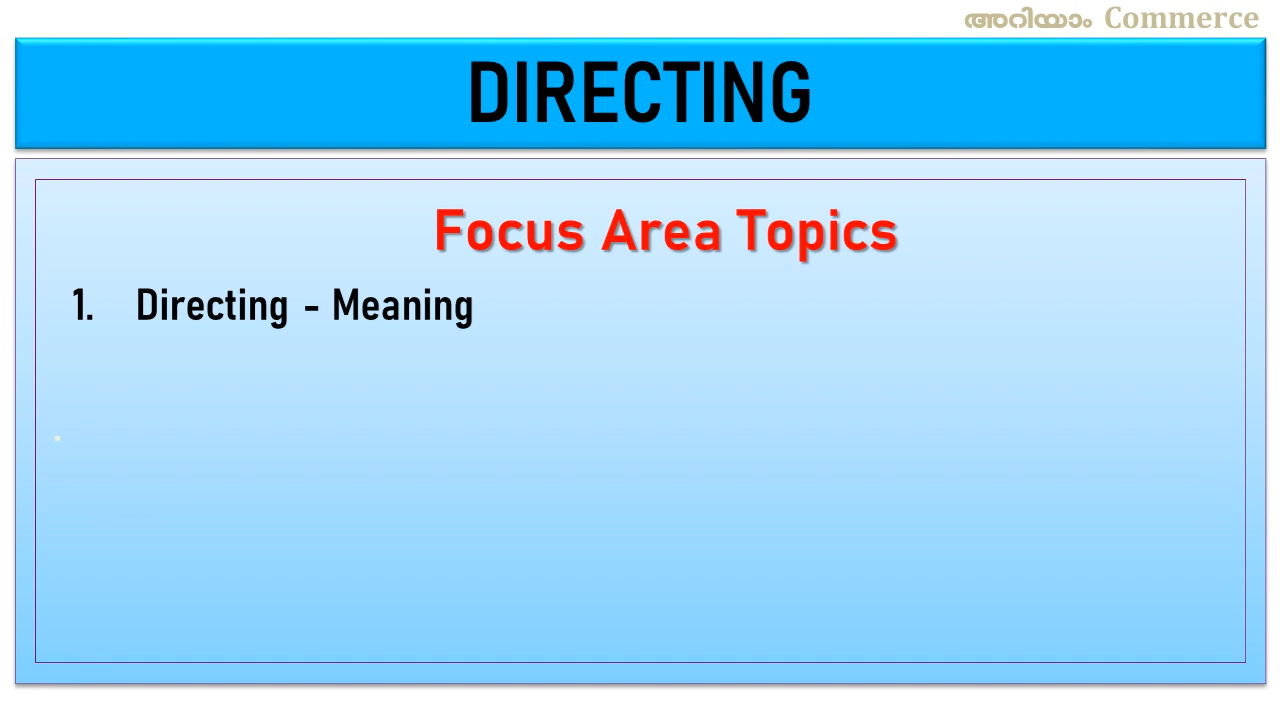 അറിയാം Commerce
DIRECTING
Focus Area Topics
1. Directing - Meaning